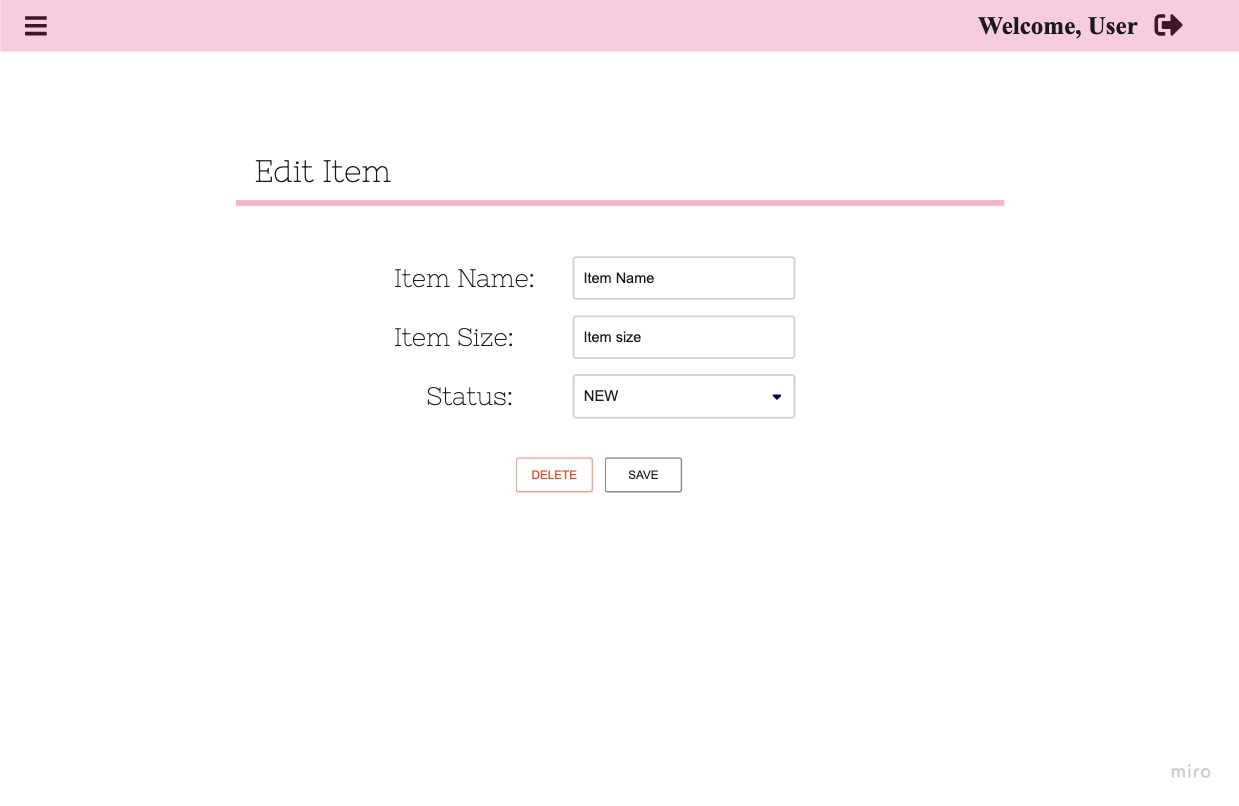 Welcome, User
Edit Item
Item Name: Item Name
Item Size: Item size
Status: NEW
DELETE SAVE
miro